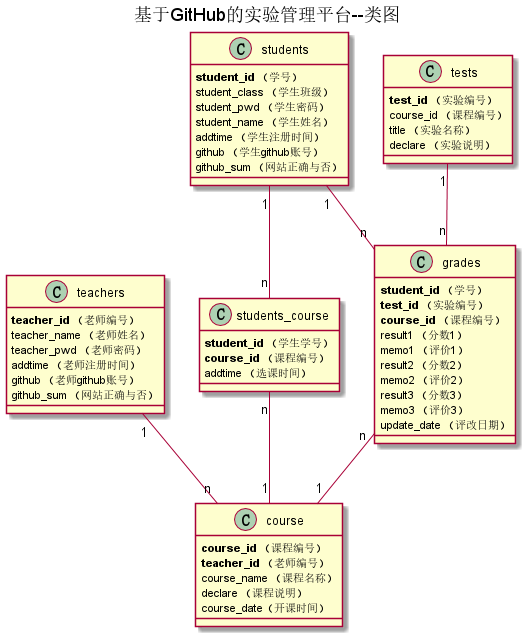 基于GitHub的实验管理平台--类图
C students
student_id （学号）
student_class （学生班级）
student_pwd （学生密码）
student_name （学生姓名）
addtime （学生注册时间）
github （学生github账号）
github_sum （网站正确与否）
C tests
test_id （实验编号）
course_id （课程编号）
title （实验名称）
declare （实验说明）
1
1
1
n
n
n
C grades
student_id （学号）
test_id （实验编号）
course_id （课程编号）
result1 （分数1）
memo1 （评价1）
result2 （分数2）
memo2 （评价2）
result3 （分数3）
memo3 （评价3）
update_date （评改日期）
C teachers
teacher_id （老师编号）
teacher_name （老师姓名）
teacher_pwd （老师密码）
addtime （老师注册时间）
github （老师github账号）
github_sum （网站正确与否）
C students_course
student_id （学生学号）
course_id （课程编号）
addtime （选课时间）
1
n
n
n
1
1
C course
course_id （课程编号）
teacher_id （老师编号）
course_name （课程名称）
declare （课程说明）
course_date（开课时间）